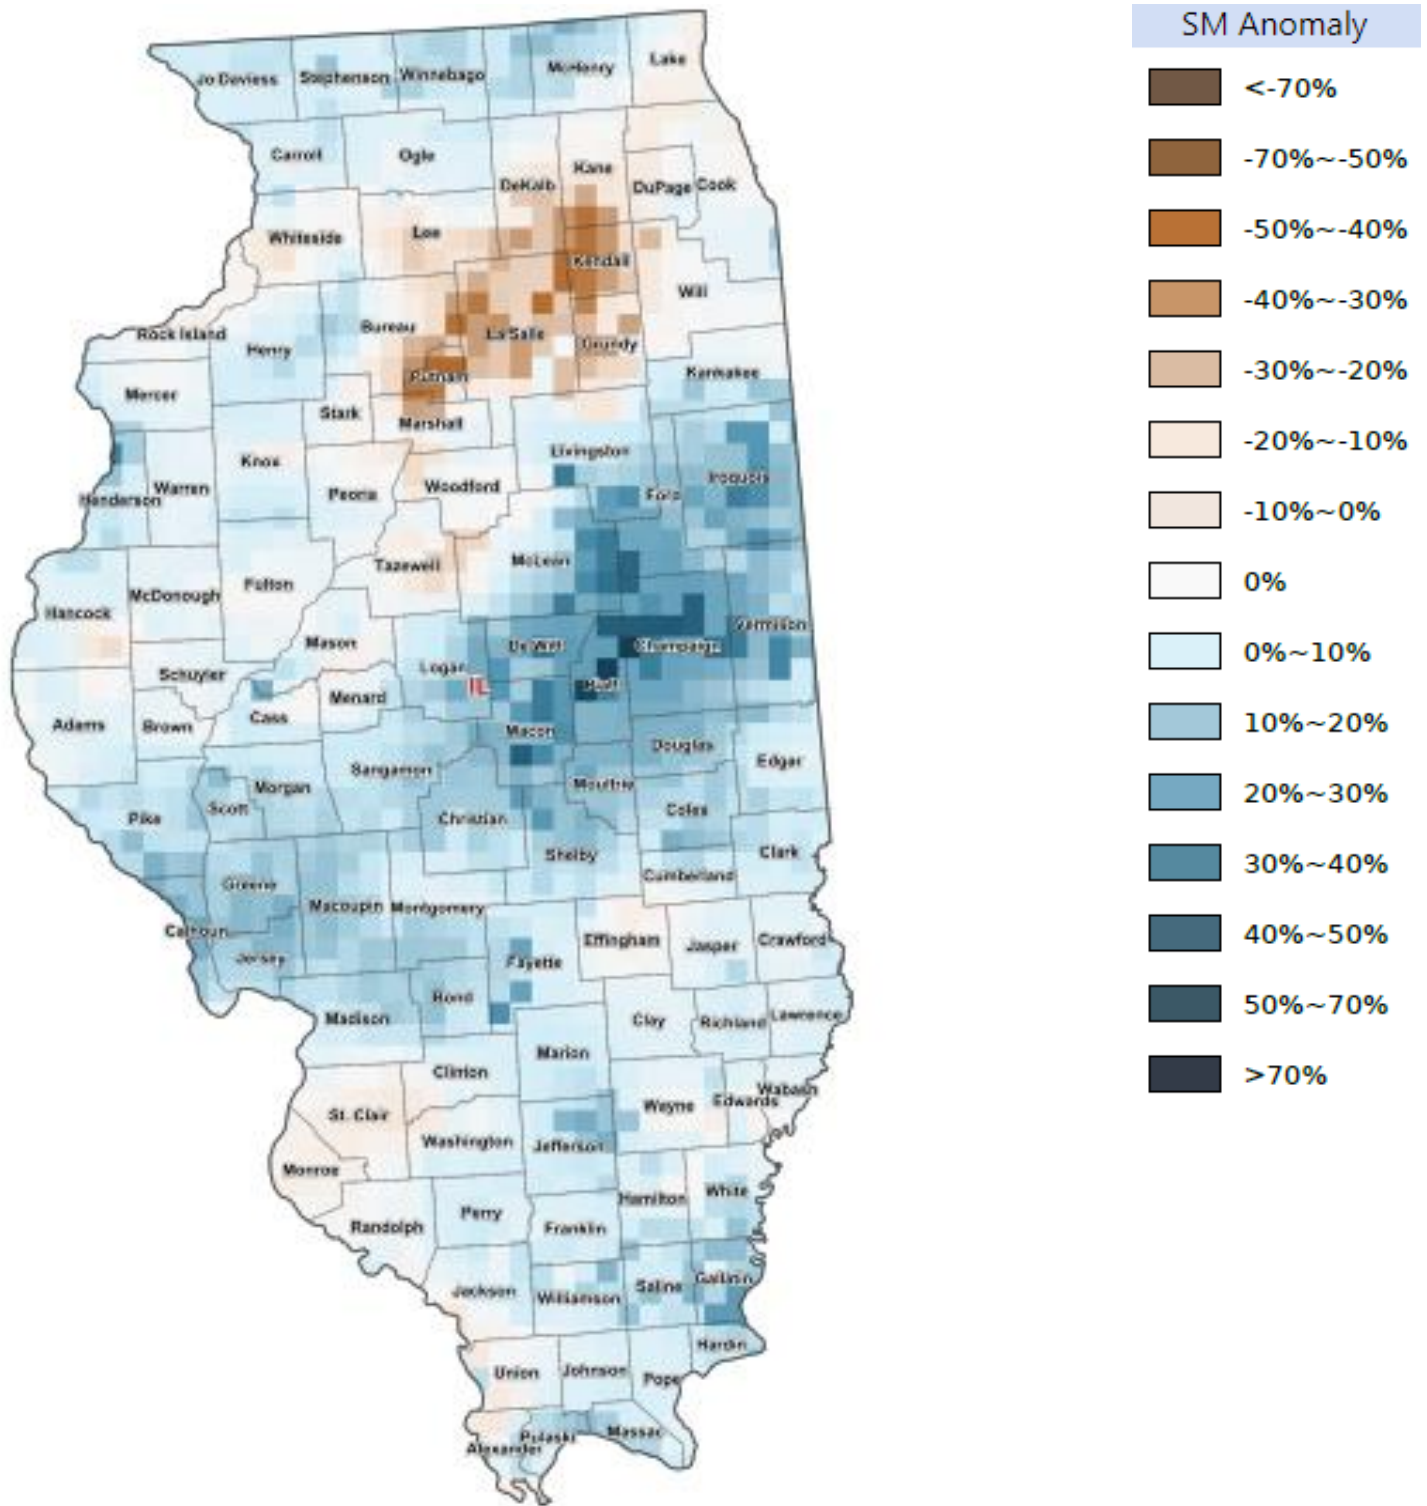 SM Anomaly
<-70%
-70%~-50%
-50%~-40%
-40%~-30%
-30%~-20%
-20%~-10%
-10%~0%
0%
0%~10%
10%~20%
20%~30%
30%~40%
40%~50%
50%~70%
>70%
Jo Daviess
Stephenson
Winnebago
McHenry
Lake
Carroll
Ogle
DeKalb
Kane
DuPage
Cook
Whiteside
Lee
Kendall
Will
Rock Island
Henry
Bureau
La Salle
Grundy
Mercer
Stark
Putnam
Marshall
Kankakee
Henderson
Warren
Knox
Peoria
Woodford
Livingston
Ford
Iroquois
Hancock
McDonough
Fulton
Tazewell
McLean
Schuyler
Mason
Logan
De Witt
Piatt
Champaign
Vermilion
IL
Adams
Brown
Cass
Menard
Macon
Douglas
Edgar
Pike
Scott
Morgan
Sangamon
Christian
Moultrie
Coles
Shelby
Cumberland
Clark
Calhoun
Greene
Jersey
Macoupin
Montgomery
Fayette
Effingham
Jasper
Crawford
Madison
Bond
Clay
Richland
Lawrence
Clinton
Marion
St. Clair
Washington
Jefferson
Wayne
Edwards
Wabash
Monroe
Randolph
Perry
Franklin
Hamilton
White
Jackson
Williamson
Saline
Gallatin
Union
Johnson
Pope
Hardin
Alexander
Pulaski
Massac